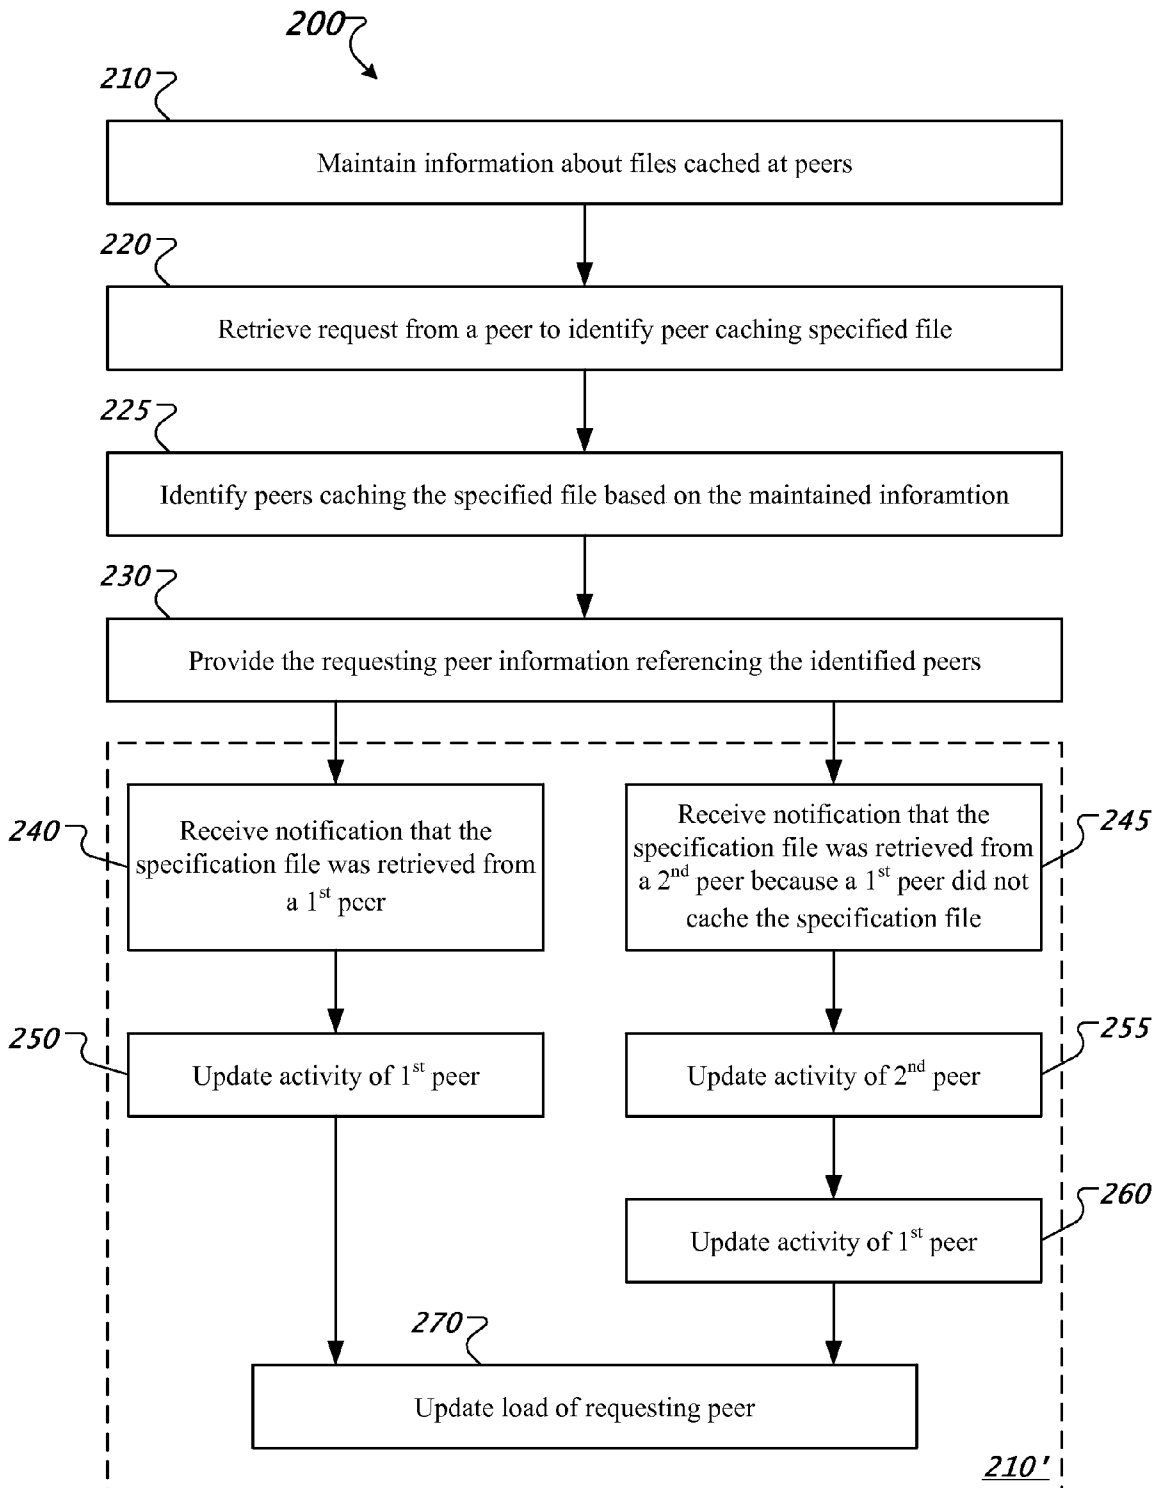 200
210
Maintain information about files cached at peers
220
Retrieve request from a peer to identify peer caching specified file
225
Identify peers caching the specified file based on the maintained inforamtion
230
Provide the requesting peer information referencing the identified peers
240
Receive notification that the
specification file was retrieved from
a 1st peer
245
Receive notification that the
specification file was retrieved from
a 2nd peer because a 1st peer did not
cache the specification file
250
Update activity of 1st peer
255
Update activity of 2nd peer
260
Update activity of 1st peer
270
Update load of requesting peer
210'